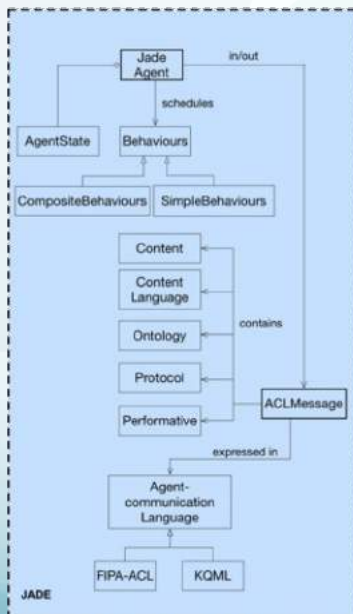 Jade
Agent
in/out
schedules
AgentState
Behaviours
CompositeBehaviours
SimpleBehaviours
Content
Content
Language
contains
Ontology
Protocol
ACLMessage
Performative
expressed in
Agent-
communication
Language
FIPA-ACL
KQML
JADE